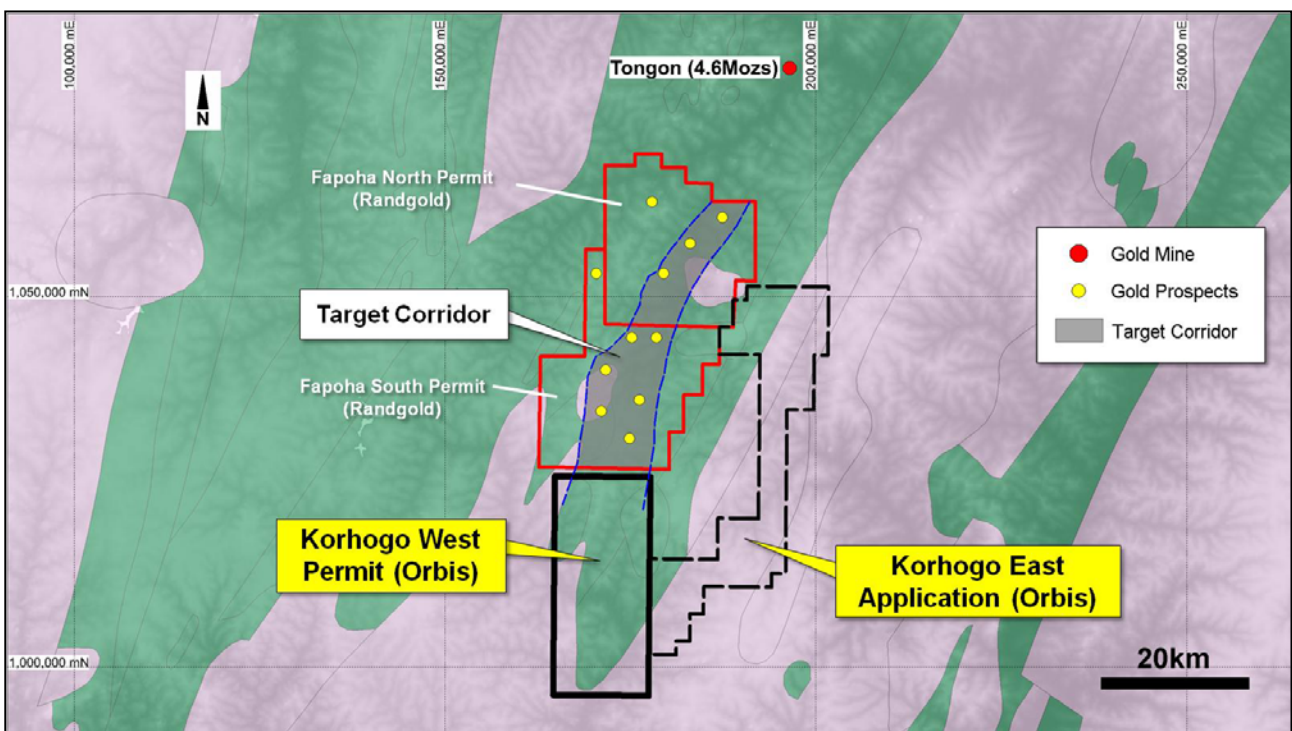 100,000 mE
150,000 mE
200,000 mE
250,000 mE
Tongon (4.6Mozs)
N
Fapoha North Permit
(Randgold)
Gold Mine
Gold Prospects
Target Corridor
1,050,000 mN
Target Corridor
Fapoha South Permit
(Randgold)
Korhogo West
Permit (Orbis)
Korhogo East
Application (Orbis)
1,000,000 mN
20km